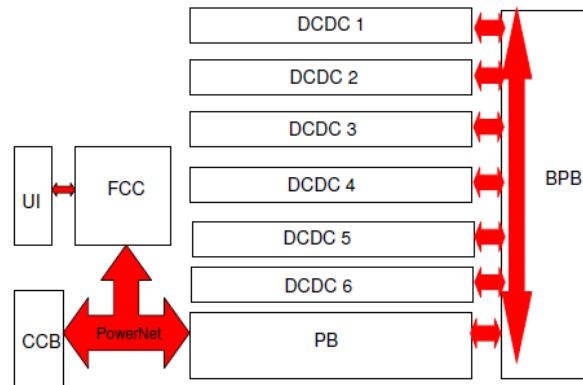 DCDC 1
DCDC 2
DCDC 3
DCDC 4
DCDC 5
DCDC 6
PB
BPB
UI
FCC
CCB
PowerNet